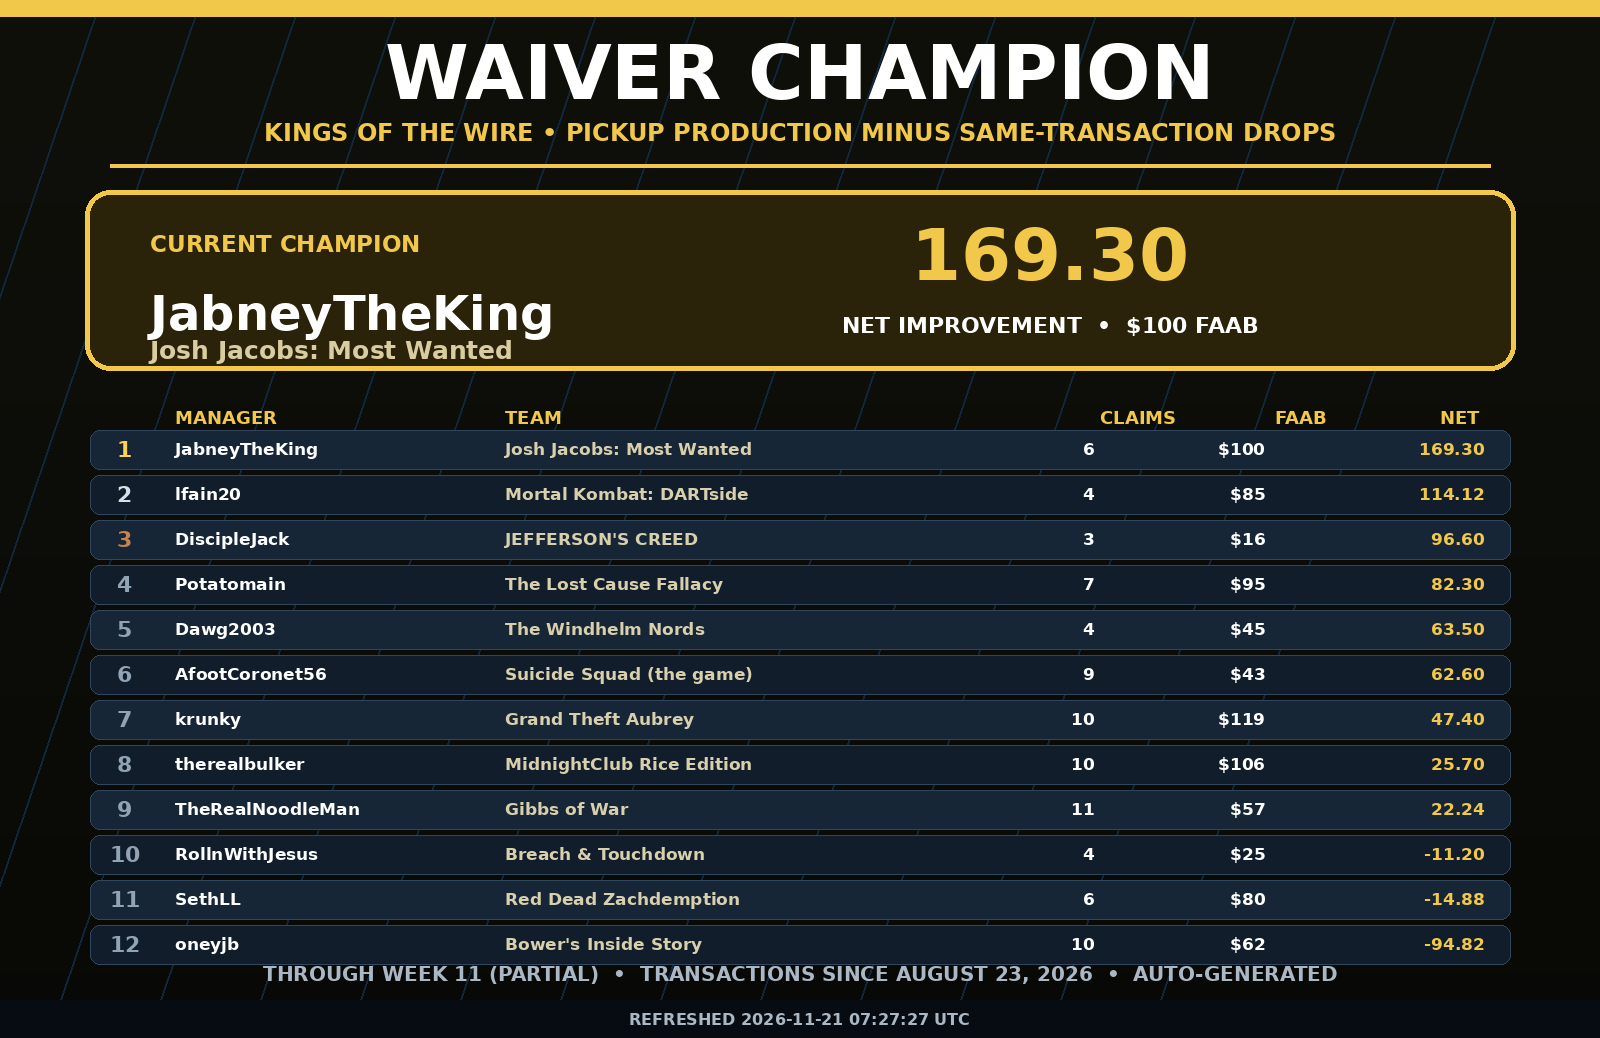 WAIVER CHAMPION
KINGS OF THE WIRE • PICKUP PRODUCTION MINUS SAME-TRANSACTION DROPS
CURRENT CHAMPION
JabneyTheKing
Josh Jacobs: Most Wanted
169.30
NET IMPROVEMENT • $100 FAAB
MANAGER TEAM CLAIMS FAAB NET
1 JabneyTheKing Josh Jacobs: Most Wanted 6 $100 169.30
2 lfain20 Mortal Kombat: DARTside 4 $85 114.12
3 DiscipleJack JEFFERSON'S CREED 3 $16 96.60
4 Potatomain The Lost Cause Fallacy 7 $95 82.30
5 Dawg2003 The Windhelm Nords 4 $45 63.50
6 AfootCoronet56 Suicide Squad (the game) 9 $43 62.60
7 krunky Grand Theft Aubrey 10 $119 47.40
8 therealbulker MidnightClub Rice Edition 10 $106 25.70
9 TheRealNoodleMan Gibbs of War 11 $57 22.24
10 RollnWithJesus Breach & Touchdown 4 $25 -11.20
11 SethLL Red Dead Zachdemption 6 $80 -14.88
12 oneyjb Bower's Inside Story 10 $62 -94.82
THROUGH WEEK 11 (PARTIAL) • TRANSACTIONS SINCE AUGUST 23, 2026 • AUTO-GENERATED
REFRESHED 2026-11-21 07:27:27 UTC